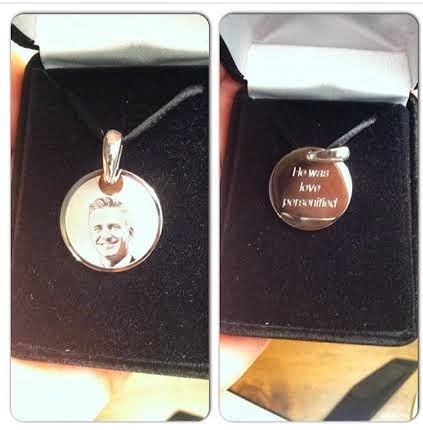 He was
love
personified